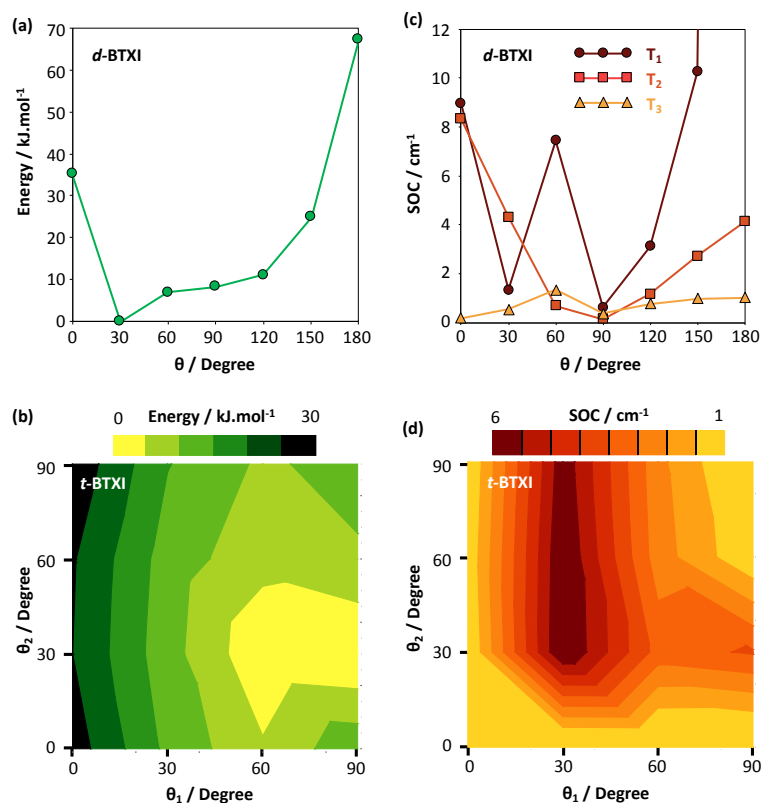 (a)
d-BTXI
Energy / kJ.mol⁻¹
70
60
50
40
30
20
10
0
0 30 60 90 120 150 180
θ / Degree
(c)
d-BTXI
T₁
T₂
T₃
SOC / cm⁻¹
12
10
8
6
4
2
0
0 30 60 90 120 150 180
θ / Degree
(b)
0 Energy / kJ.mol⁻¹ 30
t-BTXI
θ₂ / Degree
90
60
30
0
0 30 60 90
θ₁ / Degree
(d)
6 SOC / cm⁻¹ 1
t-BTXI
θ₂ / Degree
90
60
30
0
0 30 60 90
θ₁ / Degree